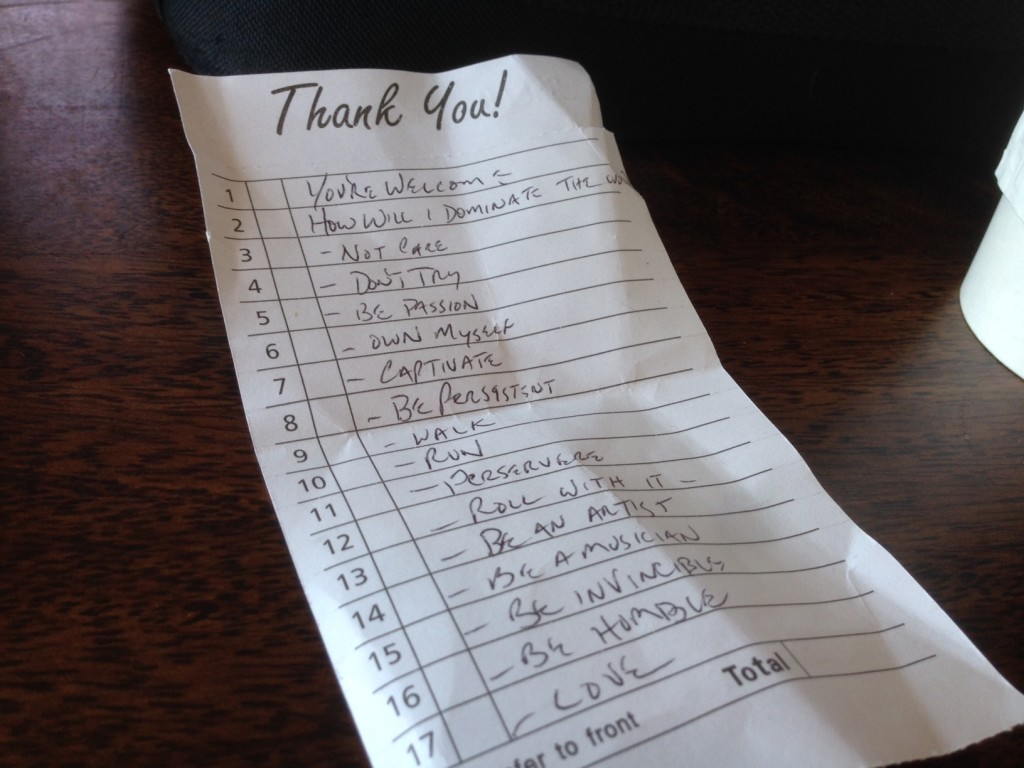 Thank You!
1 YOU'RE WELCOME
2 HOW WILL I DOMINATE THE
3 - NOT CARE
4 - DON'T TRY
5 - BE PASSION
6 - OWN MYSELF
7 - CAPTIVATE
8 - BE PERSISTENT
9 - WALK
10 - RUN
11 - PERSERVERE
12 - ROLL WITH IT -
13 - BE AN ARTIST
14 - BE A MUSICIAN
15 - BE INVINCIBLE
16 - BE HUMBLE
17 - LOVE
to front Total